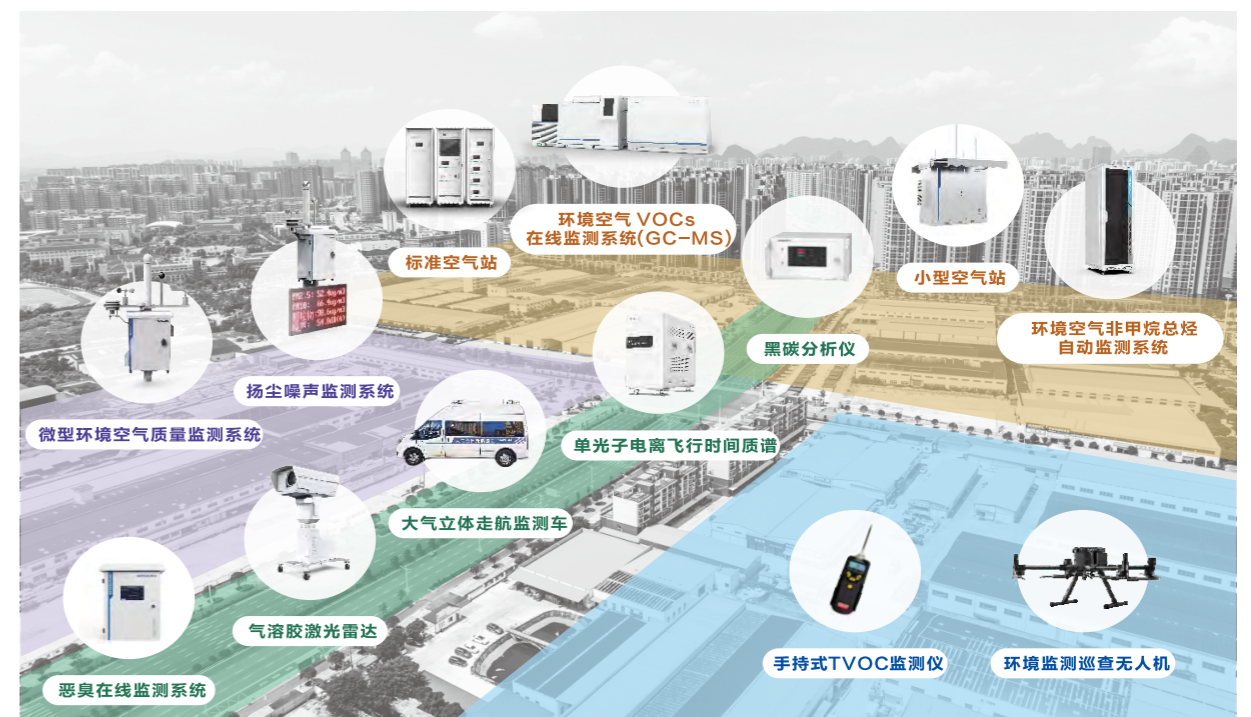 环境空气 VOCs
在线监测系统(GC-MS)
标准空气站
小型空气站
环境空气非甲烷总烃
自动监测系统
黑碳分析仪
扬尘噪声监测系统
微型环境空气质量监测系统
单光子电离飞行时间质谱
大气立体走航监测车
气溶胶激光雷达
恶臭在线监测系统
手持式TVOC监测仪
环境监测巡查无人机